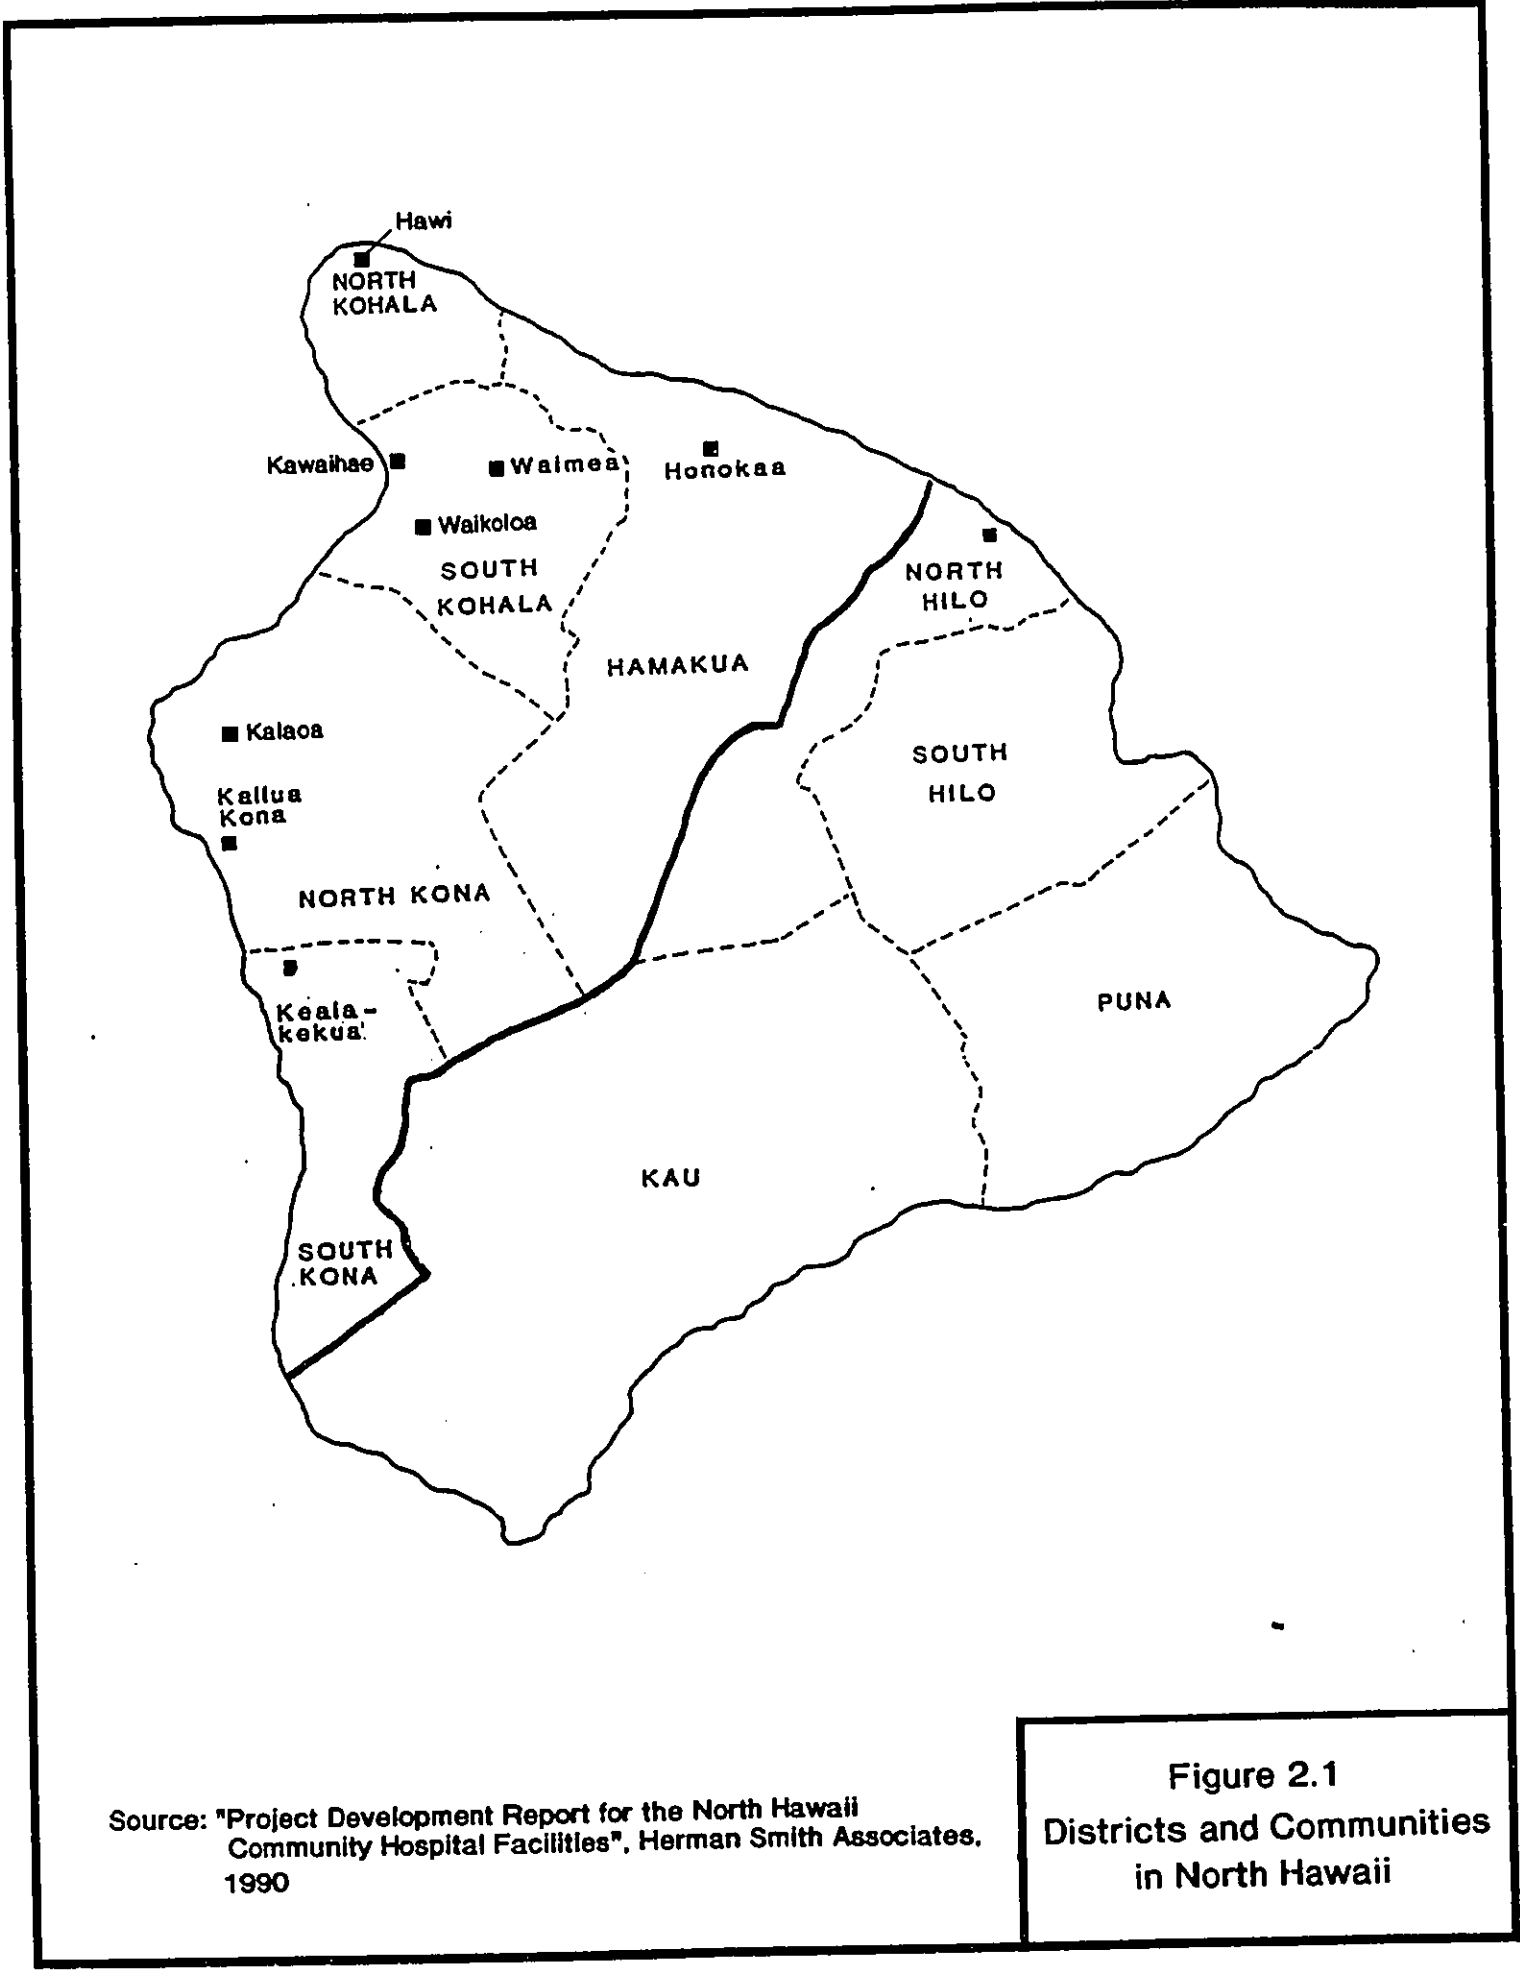 Hawi
NORTH
KOHALA
Kawaihae
Waimea
Honokaa
Waikoloa
SOUTH
KOHALA
NORTH
HILO
HAMAKUA
Kalaoa
SOUTH
HILO
Kailua
Kona
NORTH KONA
Keala-
kekua
PUNA
KAU
SOUTH
KONA
Source: "Project Development Report for the North Hawaii
Community Hospital Facilities", Herman Smith Associates,
1990
Figure 2.1
Districts and Communities
in North Hawaii